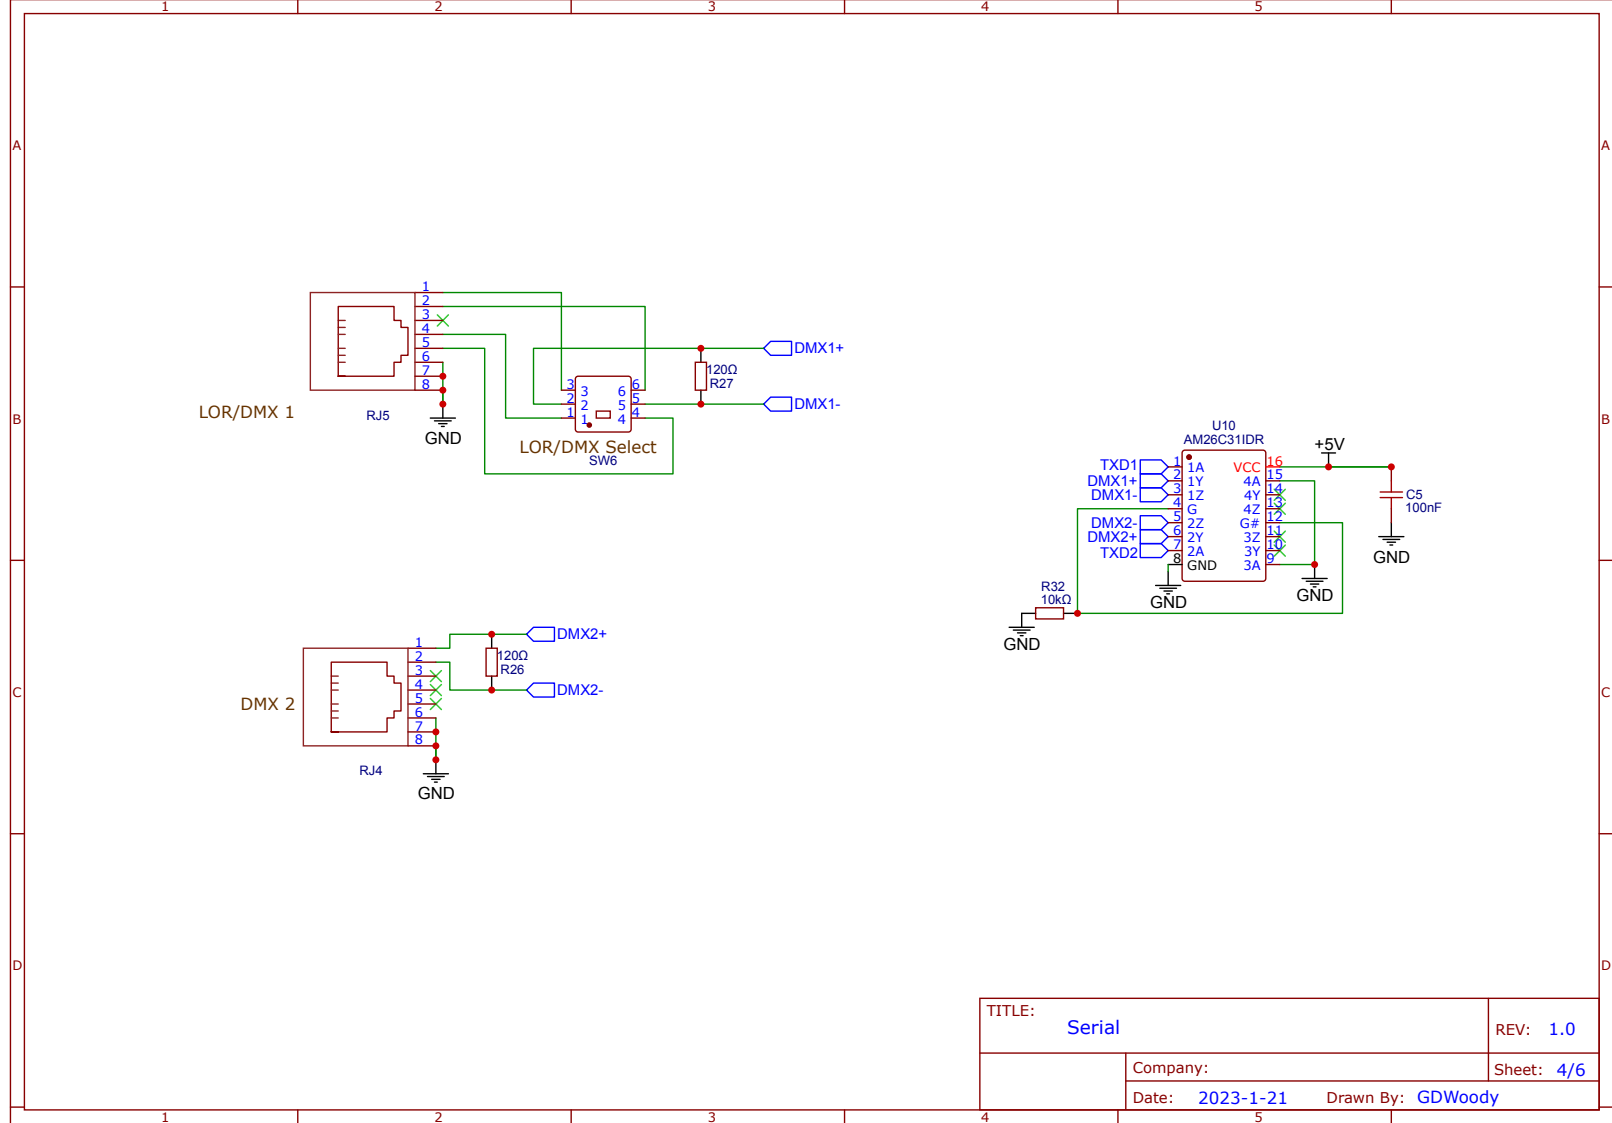 1 2 3 4 5
A A
B B
C C
D D
1
2
3
4
5
6
7
8
LOR/DMX 1
RJ5
GND
3 3 6 6
2 2 5 5
1 1 4 4
LOR/DMX Select
SW6
120Ω
R27
DMX1+
DMX1-
U10
AM26C31IDR
TXD1 1 1A VCC 16
DMX1+ 2 1Y 4A 15
DMX1- 3 1Z 4Y 14
4 G 4Z 13
DMX2- 5 2Z G# 12
DMX2+ 6 2Y 3Z 11
TXD2 7 2A 3Y 10
8 GND 3A 9
+5V
C5
100nF
GND
GND
GND
R32
10kΩ
GND
1
2
3
4
5
6
7
8
DMX 2
RJ4
GND
120Ω
R26
DMX2+
DMX2-
TITLE:
Serial
REV: 1.0
Company:
Sheet: 4/6
Date: 2023-1-21 Drawn By: GDWoody
1 2 3 4 5